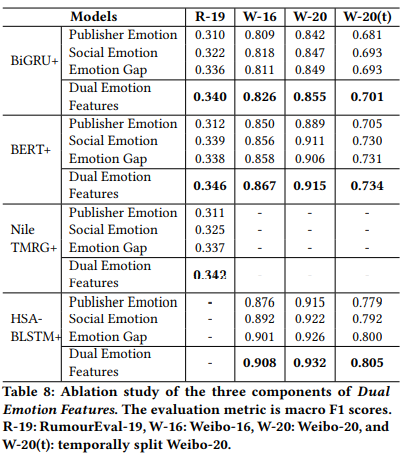 Models R-19 W-16 W-20 W-20(t)
BiGRU+
Publisher Emotion 0.310 0.809 0.842 0.681
Social Emotion 0.322 0.818 0.847 0.693
Emotion Gap 0.336 0.811 0.849 0.693
Dual Emotion
Features 0.340 0.826 0.855 0.701
BERT+
Publisher Emotion 0.312 0.850 0.889 0.705
Social Emotion 0.339 0.856 0.911 0.730
Emotion Gap 0.338 0.858 0.906 0.731
Dual Emotion
Features 0.346 0.867 0.915 0.734
Nile
TMRG+
Publisher Emotion 0.311 - - -
Social Emotion 0.325 - - -
Emotion Gap 0.337 - - -
Dual Emotion
Features 0.342 - - -
HSA-
BLSTM+
Publisher Emotion - 0.876 0.915 0.779
Social Emotion - 0.892 0.922 0.792
Emotion Gap - 0.901 0.926 0.800
Dual Emotion
Features - 0.908 0.932 0.805
Table 8: Ablation study of the three components of Dual
Emotion Features. The evaluation metric is macro F1 scores.
R-19: RumourEval-19, W-16: Weibo-16, W-20: Weibo-20, and
W-20(t): temporally split Weibo-20.